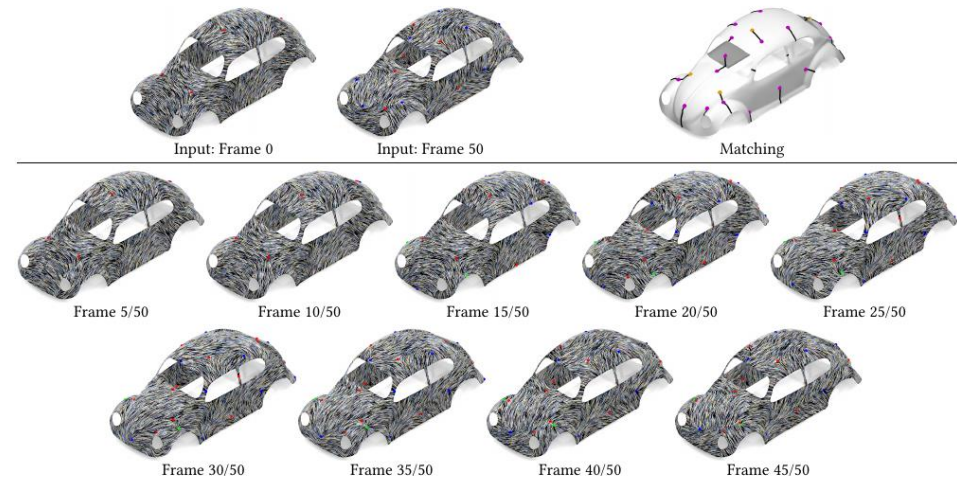 Input: Frame 0
Input: Frame 50
Matching
Frame 5/50
Frame 10/50
Frame 15/50
Frame 20/50
Frame 25/50
Frame 30/50
Frame 35/50
Frame 40/50
Frame 45/50